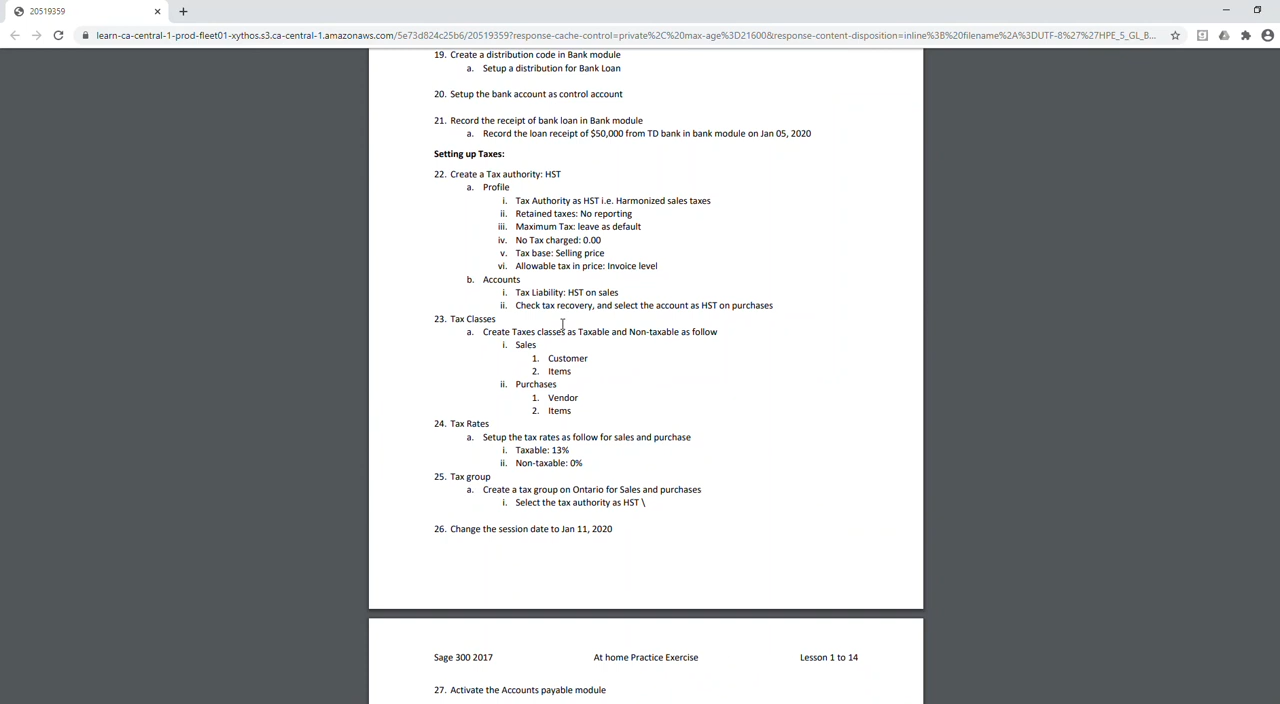 20519359
learn-ca-central-1-prod-fleet01-xythos.s3.ca-central-1.amazonaws.com/5e73d824c25b6/20519359?response-cache-control=private%2C%20max-age%3D21600&response-content-disposition=inline%3B%20filename%2A%3DUTF-8%27%27HPE_5_GL_B...
19. Create a distribution code in Bank module
a. Setup a distribution for Bank Loan
20. Setup the bank account as control account
21. Record the receipt of bank loan in Bank module
a. Record the loan receipt of $50,000 from TD bank in bank module on Jan 05, 2020
Setting up Taxes:
22. Create a Tax authority: HST
a. Profile
i. Tax Authority as HST i.e. Harmonized sales taxes
ii. Retained taxes: No reporting
iii. Maximum Tax: leave as default
iv. No Tax charged: 0.00
v. Tax base: Selling price
vi. Allowable tax in price: Invoice level
b. Accounts
i. Tax Liability: HST on sales
ii. Check tax recovery, and select the account as HST on purchases
23. Tax Classes
a. Create Taxes classes as Taxable and Non-taxable as follow
i. Sales
1. Customer
2. Items
ii. Purchases
1. Vendor
2. Items
24. Tax Rates
a. Setup the tax rates as follow for sales and purchase
i. Taxable: 13%
ii. Non-taxable: 0%
25. Tax group
a. Create a tax group on Ontario for Sales and purchases
i. Select the tax authority as HST \
26. Change the session date to Jan 11, 2020
Sage 300 2017 At home Practice Exercise Lesson 1 to 14
27. Activate the Accounts payable module